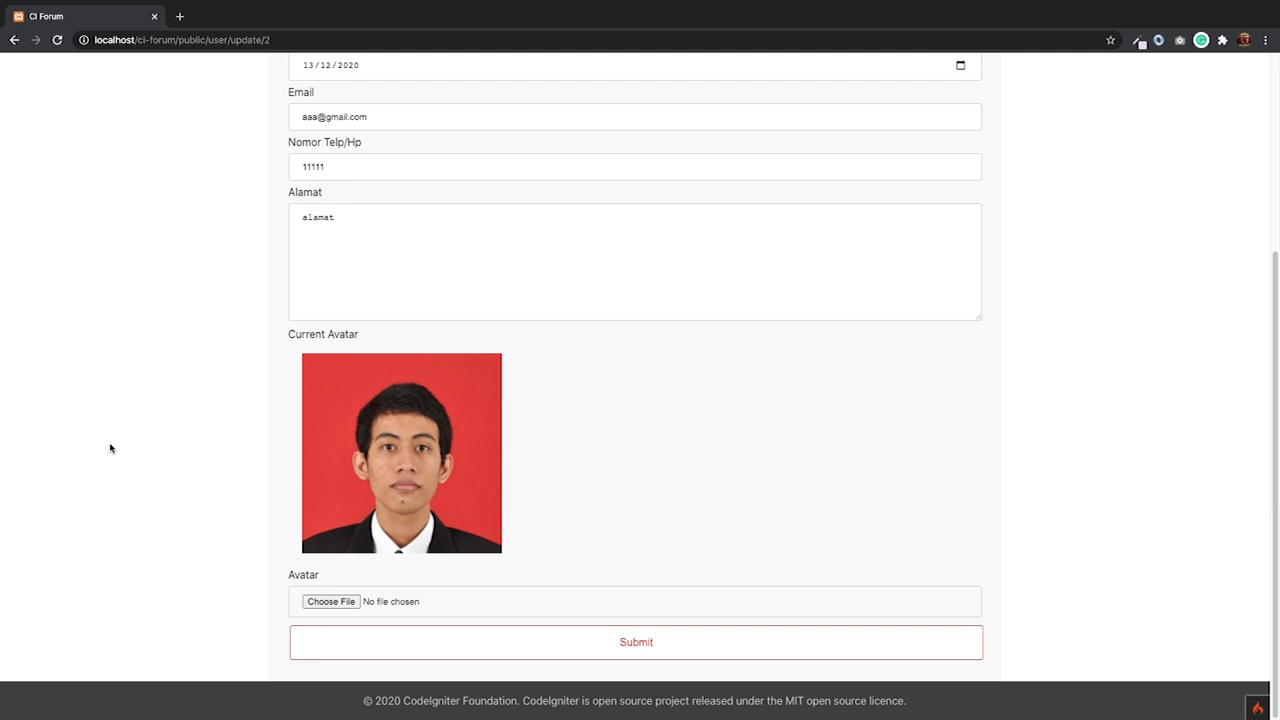 CI Forum
localhost/ci-forum/public/user/update/2
13/12/2020
Email
aaa@gmail.com
Nomor Telp/Hp
11111
Alamat
alamat
Current Avatar
Avatar
Choose File No file chosen
Submit
© 2020 CodeIgniter Foundation. CodeIgniter is open source project released under the MIT open source licence.